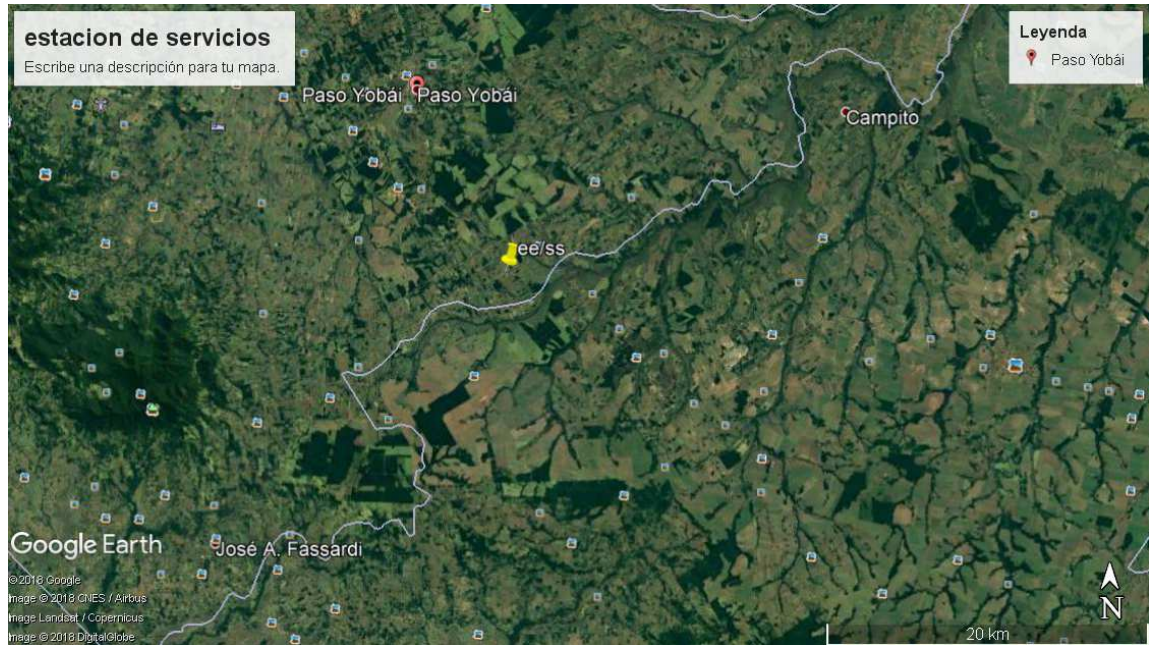 estacion de servicios
Escribe una descripción para tu mapa.
Leyenda
Paso Yobái
Paso Yobái
Paso Yobái
Campito
ee/ss
José A. Fassardi
Google Earth
©2018 Google
Image © 2018 CNES / Airbus
Image Landsat / Copernicus
Image © 2018 DigitalGlobe
N
20 km